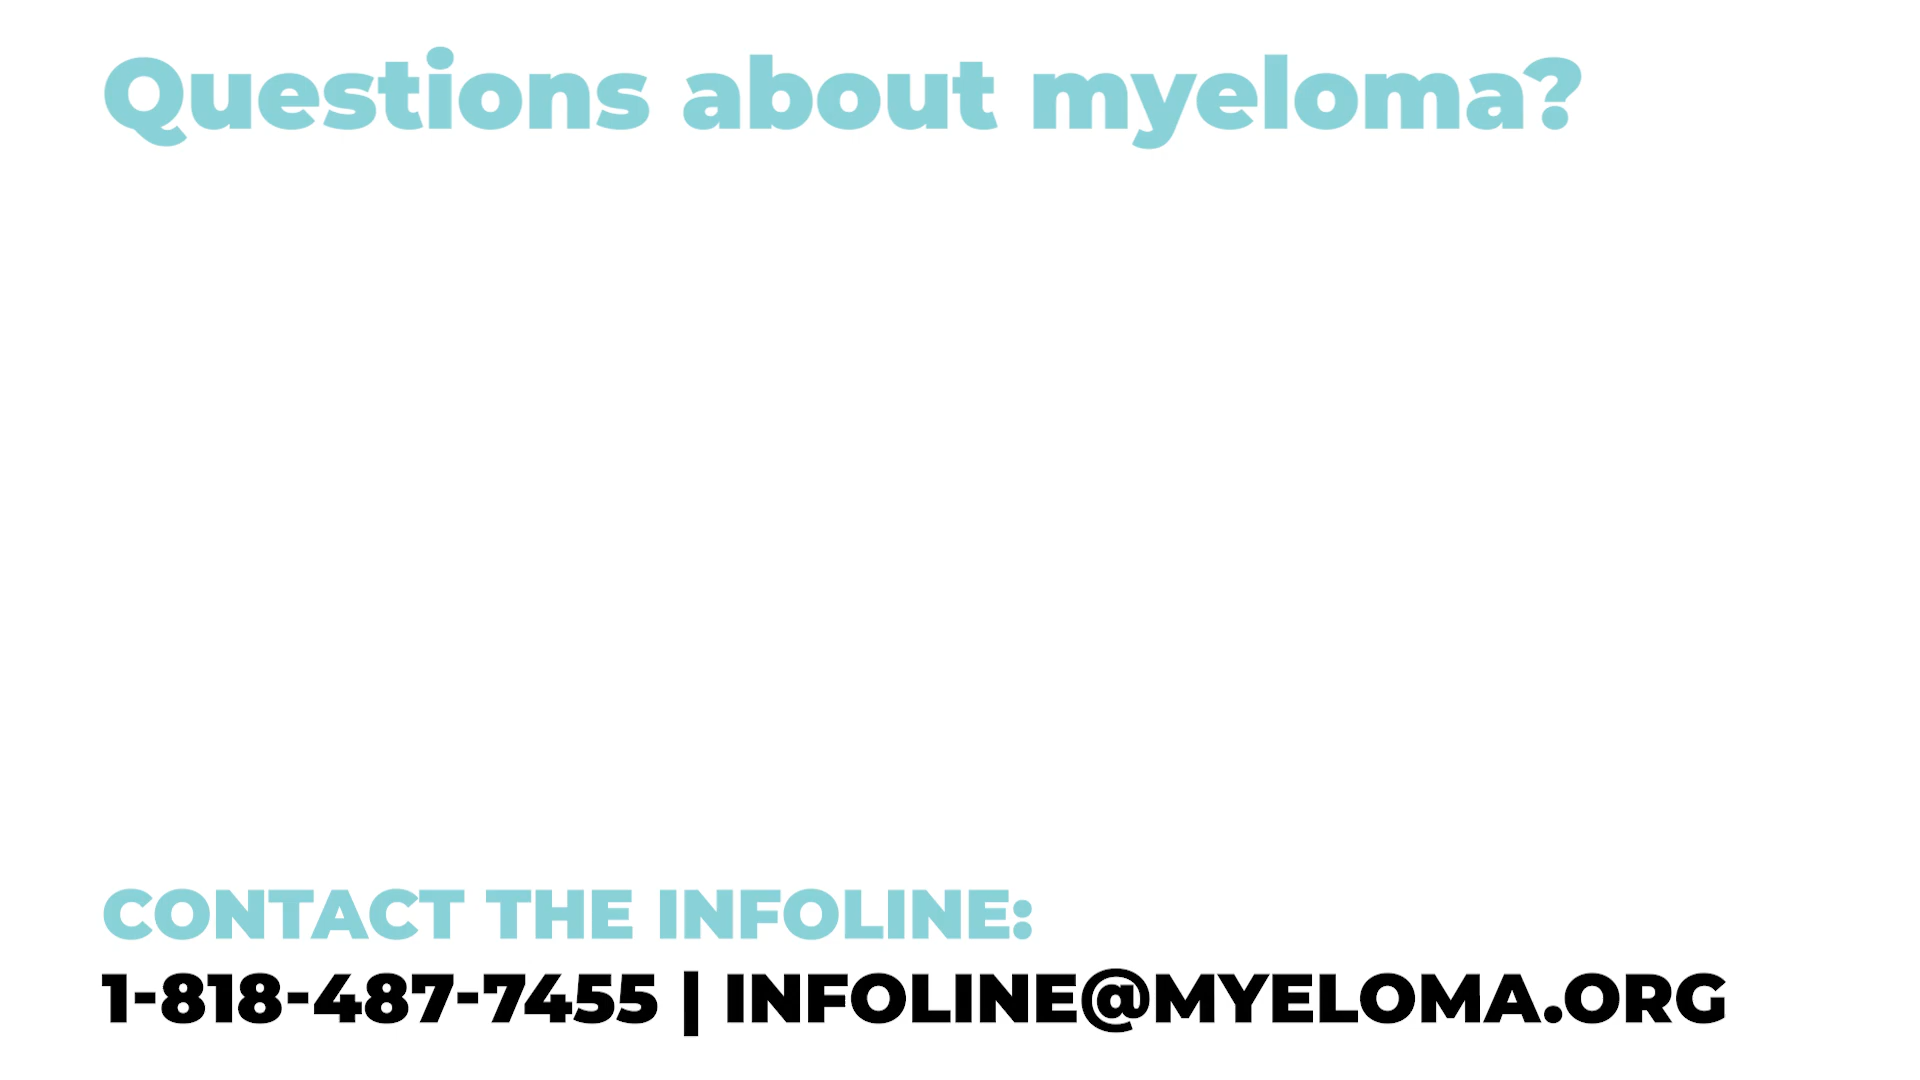 Questions about myeloma?
CONTACT THE INFOLINE:
1-818-487-7455 | INFOLINE@MYELOMA.ORG